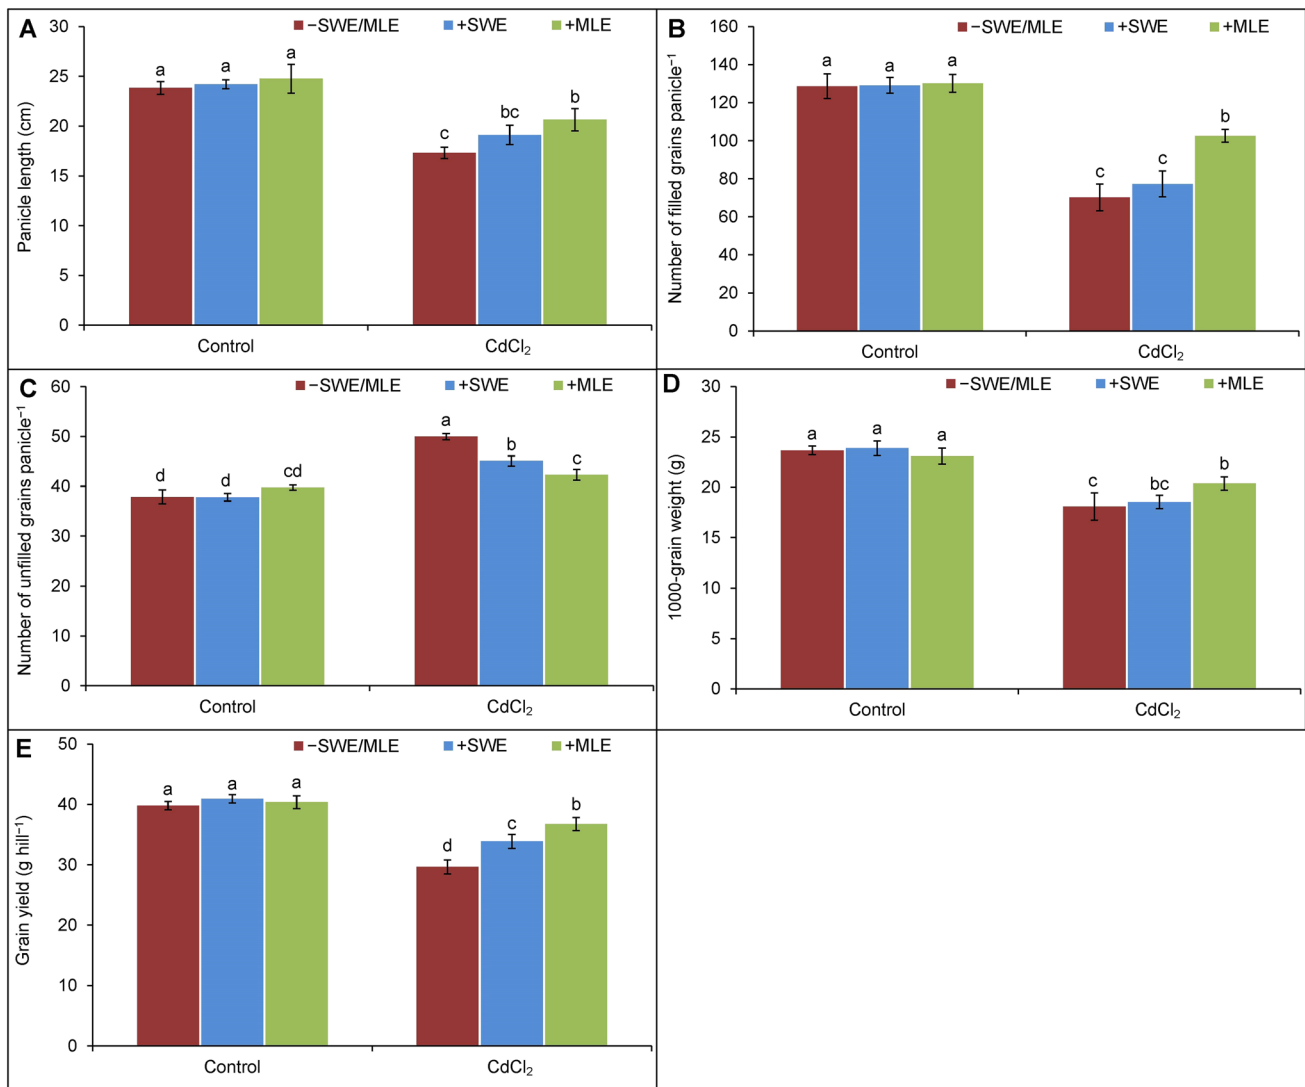 A
−SWE/MLE +SWE +MLE
Panicle length (cm)
30
25
20
15
10
5
0
a a a c bc b
Control CdCl₂
B
−SWE/MLE +SWE +MLE
Number of filled grains panicle⁻¹
160
140
120
100
80
60
40
20
0
a a a c c b
Control CdCl₂
C
−SWE/MLE +SWE +MLE
Number of unfilled grains panicle⁻¹
60
50
40
30
20
10
0
d d cd a b c
Control CdCl₂
D
−SWE/MLE +SWE +MLE
1000-grain weight (g)
30
25
20
15
10
5
0
a a a c bc b
Control CdCl₂
E
−SWE/MLE +SWE +MLE
Grain yield (g hill⁻¹)
50
40
30
20
10
0
a a a d c b
Control CdCl₂